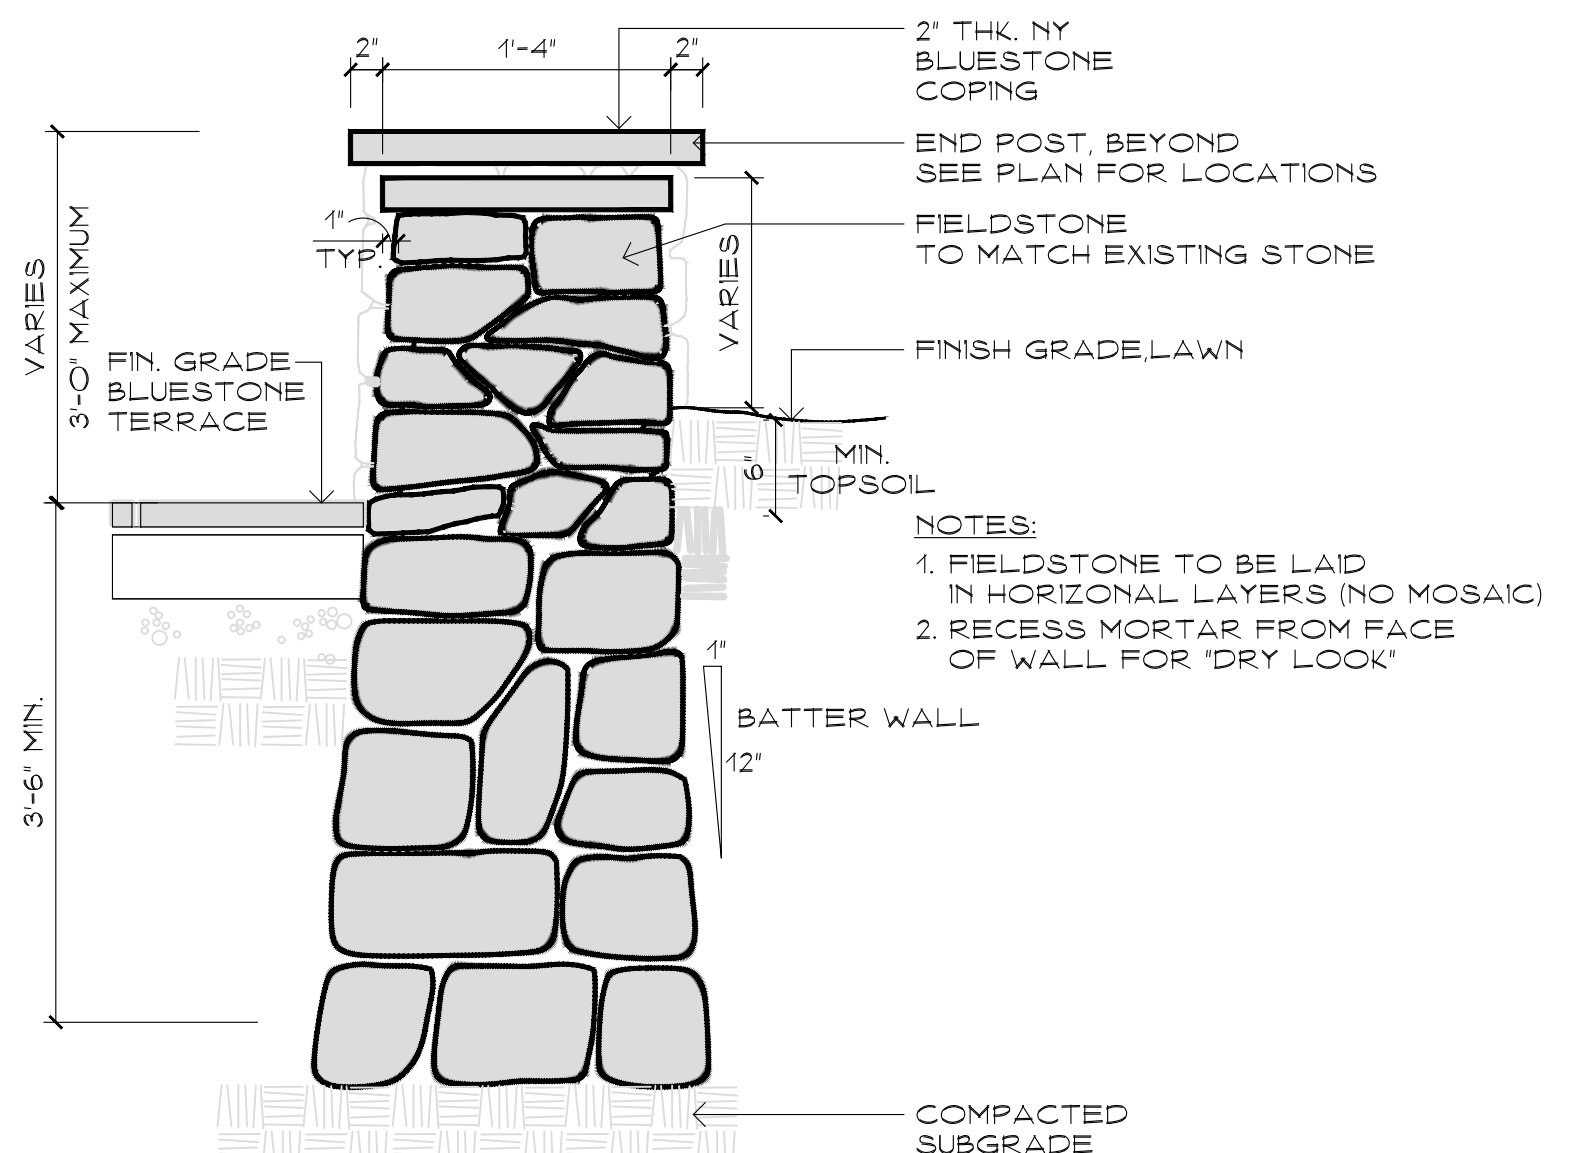 2" 1'-4" 2"
2" THK. NY
BLUESTONE
COPING
END POST, BEYOND
SEE PLAN FOR LOCATIONS
1"
TYP.
FIELDSTONE
TO MATCH EXISTING STONE
VARIES
3'-0" MAXIMUM
VARIES
FINISH GRADE,LAWN
FIN. GRADE
BLUESTONE
TERRACE
6"
MIN.
TOPSOIL
NOTES:
1. FIELDSTONE TO BE LAID
IN HORIZONAL LAYERS (NO MOSAIC)
2. RECESS MORTAR FROM FACE
OF WALL FOR "DRY LOOK"
1"
BATTER WALL
12"
3'-6" MIN.
COMPACTED
SUBGRADE